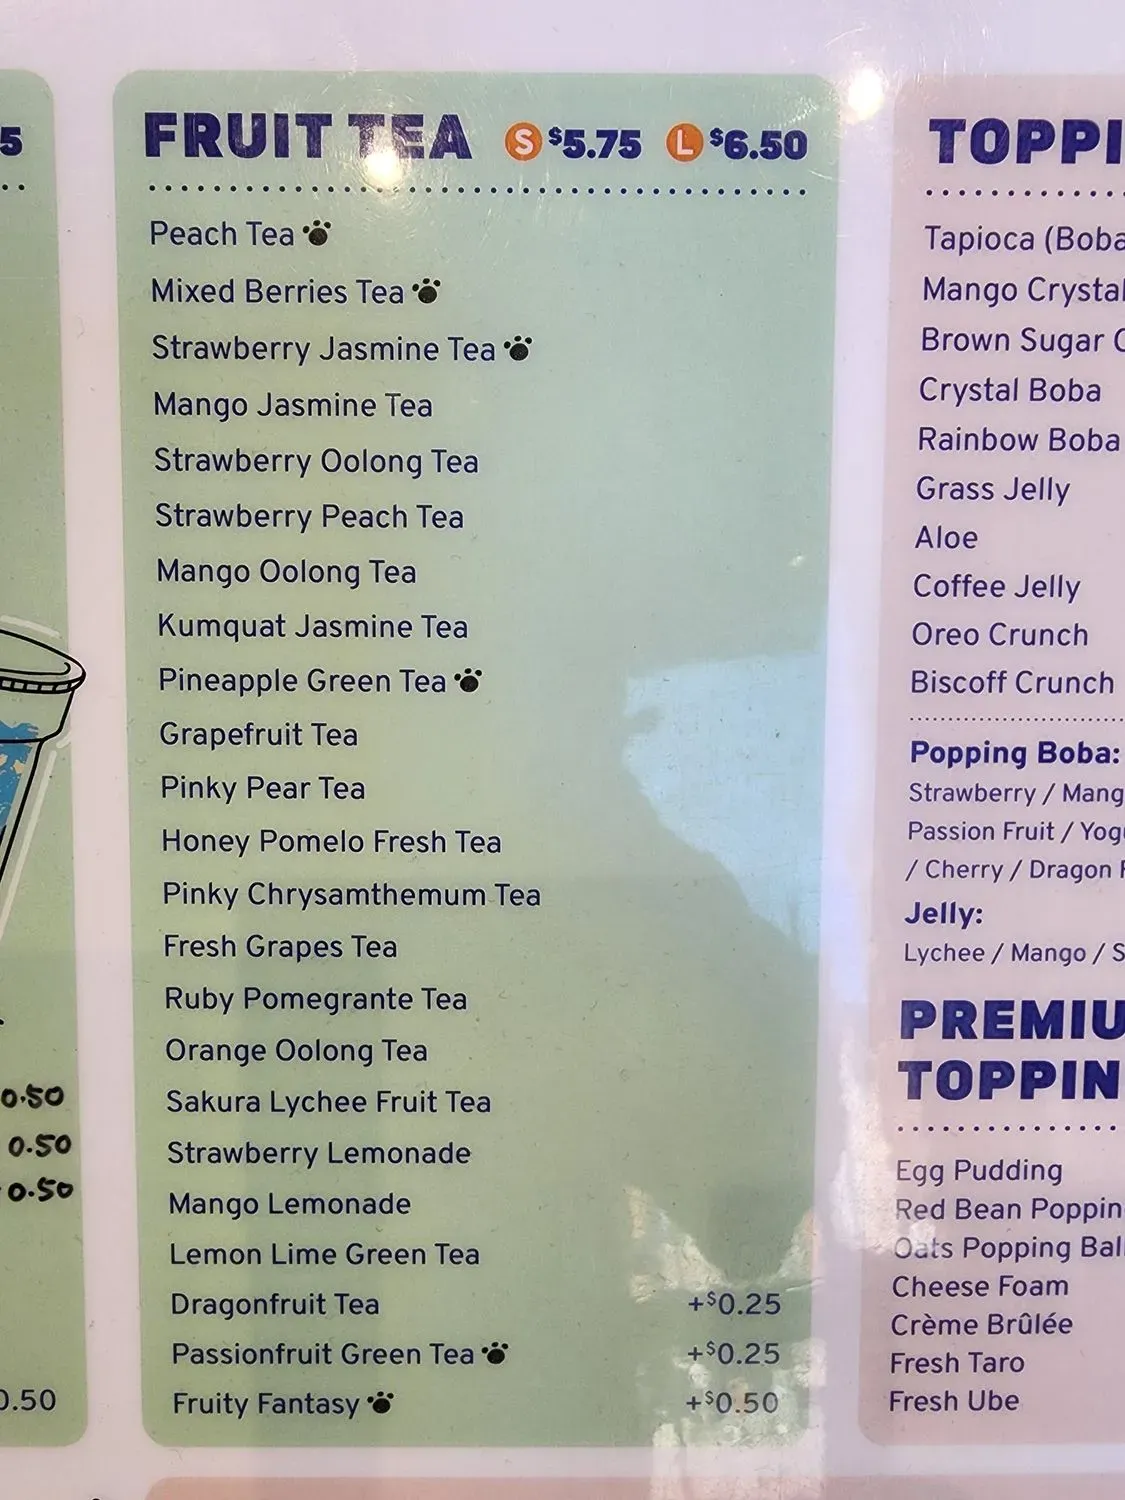 5
0.50
0.50
0.50
0.50
FRUIT TEA S $5.75 L $6.50
Peach Tea
Mixed Berries Tea
Strawberry Jasmine Tea
Mango Jasmine Tea
Strawberry Oolong Tea
Strawberry Peach Tea
Mango Oolong Tea
Kumquat Jasmine Tea
Pineapple Green Tea
Grapefruit Tea
Pinky Pear Tea
Honey Pomelo Fresh Tea
Pinky Chrysamthemum Tea
Fresh Grapes Tea
Ruby Pomegrante Tea
Orange Oolong Tea
Sakura Lychee Fruit Tea
Strawberry Lemonade
Mango Lemonade
Lemon Lime Green Tea
Dragonfruit Tea +$0.25
Passionfruit Green Tea +$0.25
Fruity Fantasy +$0.50
TOPPI
Tapioca (Boba
Mango Crystal
Brown Sugar
Crystal Boba
Rainbow Boba
Grass Jelly
Aloe
Coffee Jelly
Oreo Crunch
Biscoff Crunch
Popping Boba:
Strawberry / Mang
Passion Fruit / Yog
/ Cherry / Dragon
Jelly:
Lychee / Mango / S
PREMIU
TOPPIN
Egg Pudding
Red Bean Poppin
Oats Popping Bal
Cheese Foam
Crème Brûlée
Fresh Taro
Fresh Ube